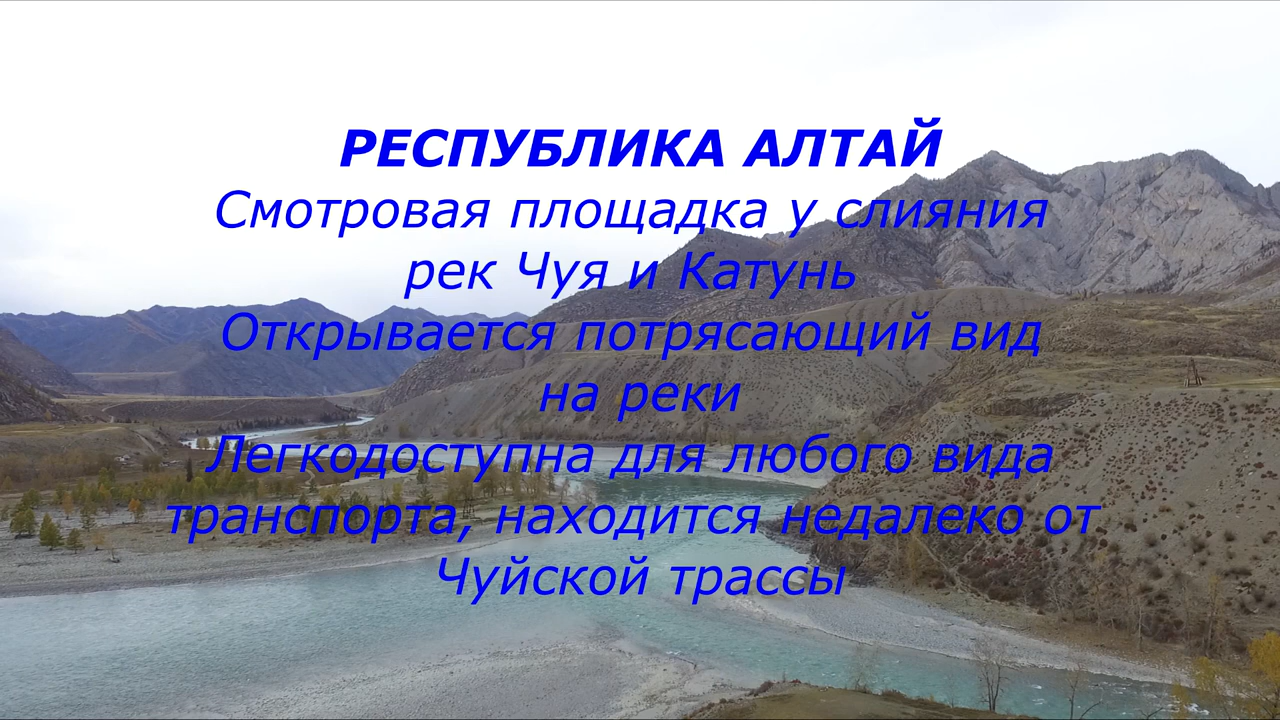 РЕСПУБЛИКА АЛТАЙ
Смотровая площадка у слияния
рек Чуя и Катунь
Открывается потрясающий вид
на реки
Легкодоступна для любого вида
транспорта, находится недалеко от
Чуйской трассы